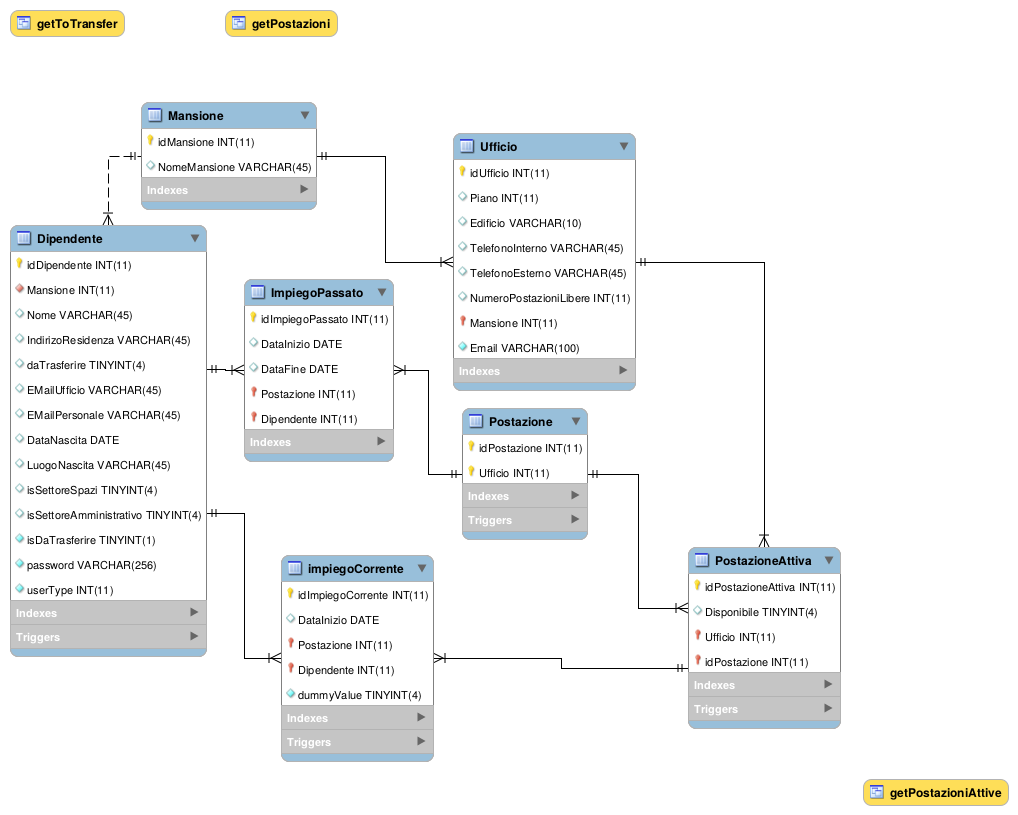 getToTransfer
getPostazioni
Mansione
idMansione INT(11)
NomeMansione VARCHAR(45)
Indexes
Ufficio
idUfficio INT(11)
Piano INT(11)
Edificio VARCHAR(10)
TelefonoInterno VARCHAR(45)
TelefonoEsterno VARCHAR(45)
NumeroPostazioniLibere INT(11)
Mansione INT(11)
Email VARCHAR(100)
Indexes
Dipendente
idDipendente INT(11)
Mansione INT(11)
Nome VARCHAR(45)
IndirizoResidenza VARCHAR(45)
daTrasferire TINYINT(4)
EMailUfficio VARCHAR(45)
EMailPersonale VARCHAR(45)
DataNascita DATE
LuogoNascita VARCHAR(45)
isSettoreSpazi TINYINT(4)
isSettoreAmministrativo TINYINT(4)
isDaTrasferire TINYINT(1)
password VARCHAR(256)
userType INT(11)
Indexes
Triggers
ImpiegoPassato
idImpiegoPassato INT(11)
DataInizio DATE
DataFine DATE
Postazione INT(11)
Dipendente INT(11)
Indexes
Postazione
idPostazione INT(11)
Ufficio INT(11)
Indexes
Triggers
impiegoCorrente
idImpiegoCorrente INT(11)
DataInizio DATE
Postazione INT(11)
Dipendente INT(11)
dummyValue TINYINT(4)
Indexes
Triggers
PostazioneAttiva
idPostazioneAttiva INT(11)
Disponibile TINYINT(4)
Ufficio INT(11)
idPostazione INT(11)
Indexes
Triggers
getPostazioniAttive